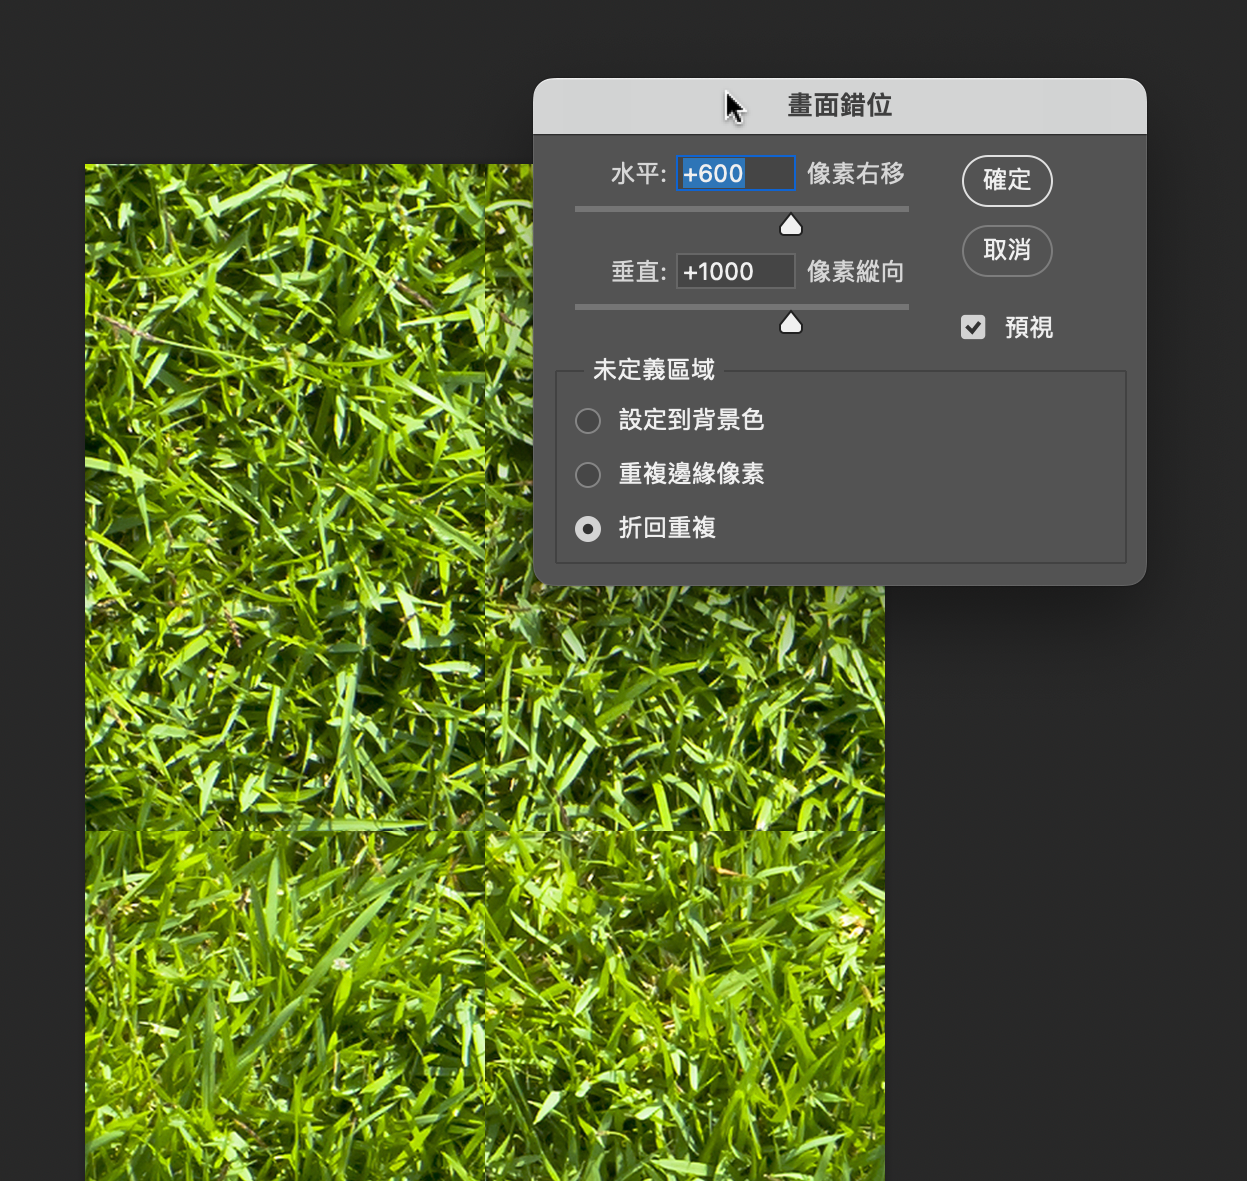 畫面錯位
水平: +600 像素右移
確定
取消
垂直: +1000 像素縱向
預視
未定義區域
設定到背景色
重複邊緣像素
折回重複